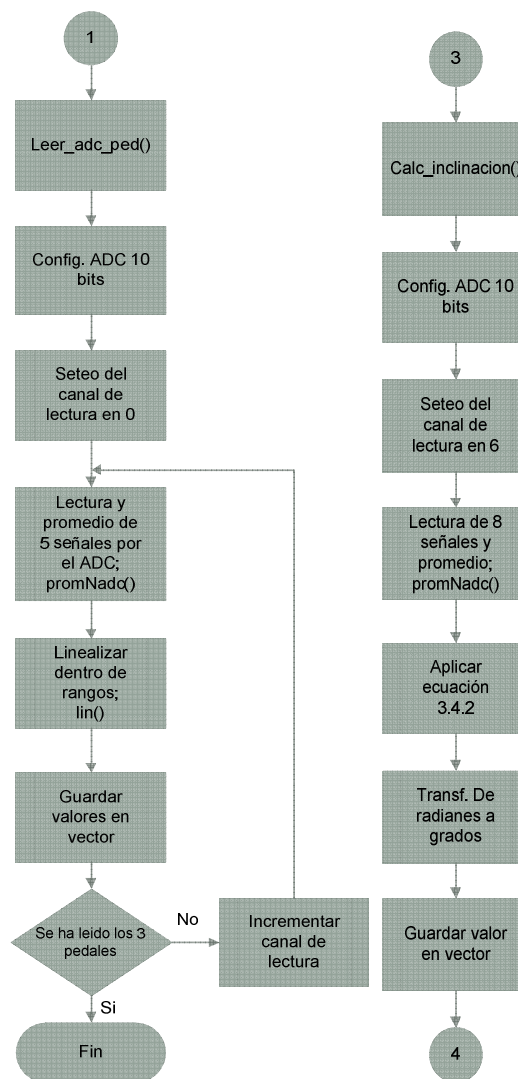 1
Leer_adc_ped()
Config. ADC 10
bits
Seteo del
canal de
lectura en 0
Lectura y
promedio de
5 señales por
el ADC;
promNadc()
Linealizar
dentro de
rangos;
lin()
Guardar
valores en
vector
Se ha leido los 3
pedales
No
Incrementar
canal de
lectura
Si
Fin
3
Calc_inclinacion()
Config. ADC 10
bits
Seteo del
canal de
lectura en 6
Lectura de 8
señales y
promedio;
promNadc()
Aplicar
ecuación
3.4.2
Transf. De
radianes a
grados
Guardar valor
en vector
4